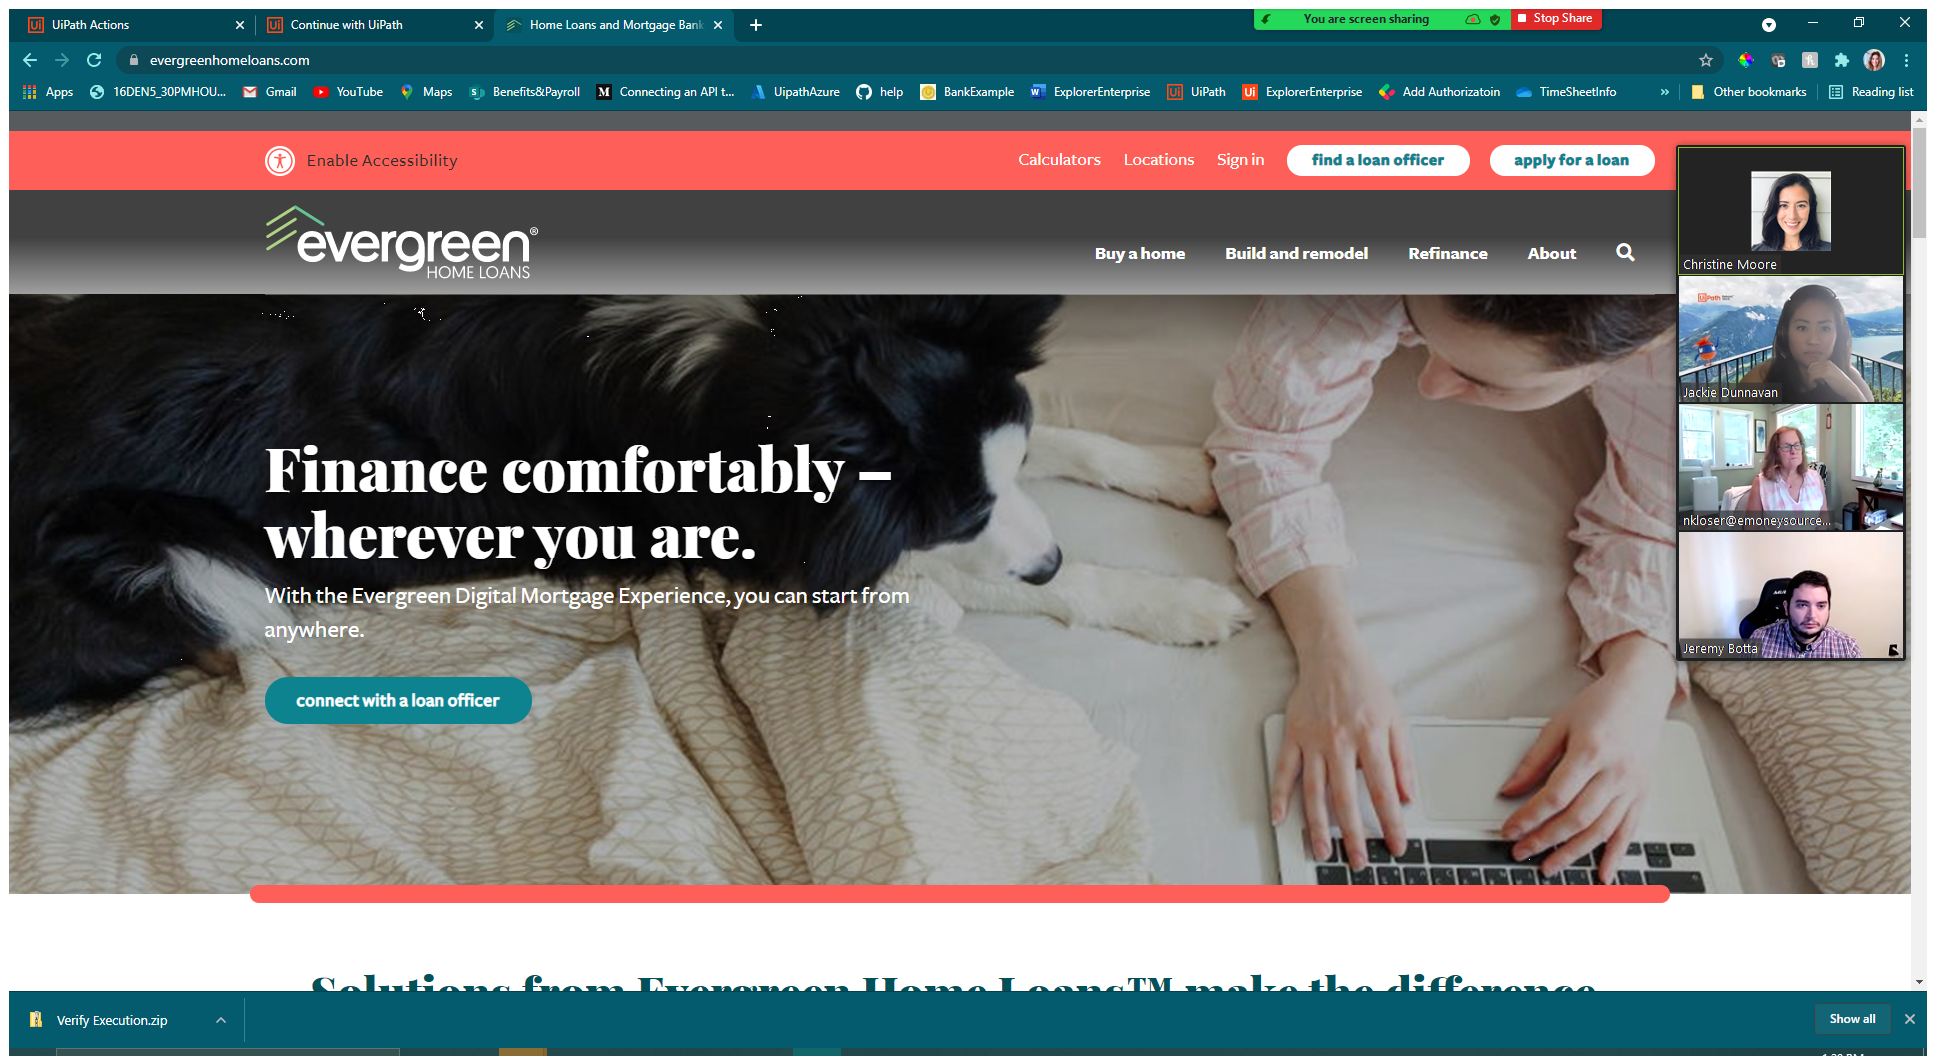 UiPath Actions
Continue with UiPath
Home Loans and Mortgage Bank
You are screen sharing
Stop Share
evergreenhomeloans.com
Apps
16DEN5_30PMHOU...
Gmail
YouTube
Maps
Benefits&Payroll
Connecting an API t...
UipathAzure
help
BankExample
ExplorerEnterprise
UiPath
ExplorerEnterprise
Add Authorizatoin
TimeSheetInfo
Other bookmarks
Reading list
Enable Accessibility
Calculators
Locations
Sign in
find a loan officer
apply for a loan
evergreen®
HOME LOANS
Buy a home
Build and remodel
Refinance
About
Christine Moore
UiPath
Jackie Dunnavan
nkloser@emoneysource...
Jeremy Botta
Finance comfortably –
wherever you are.
With the Evergreen Digital Mortgage Experience, you can start from
anywhere.
connect with a loan officer
Solutions from Evergreen Home Loans™ make the difference
Verify Execution.zip
Show all